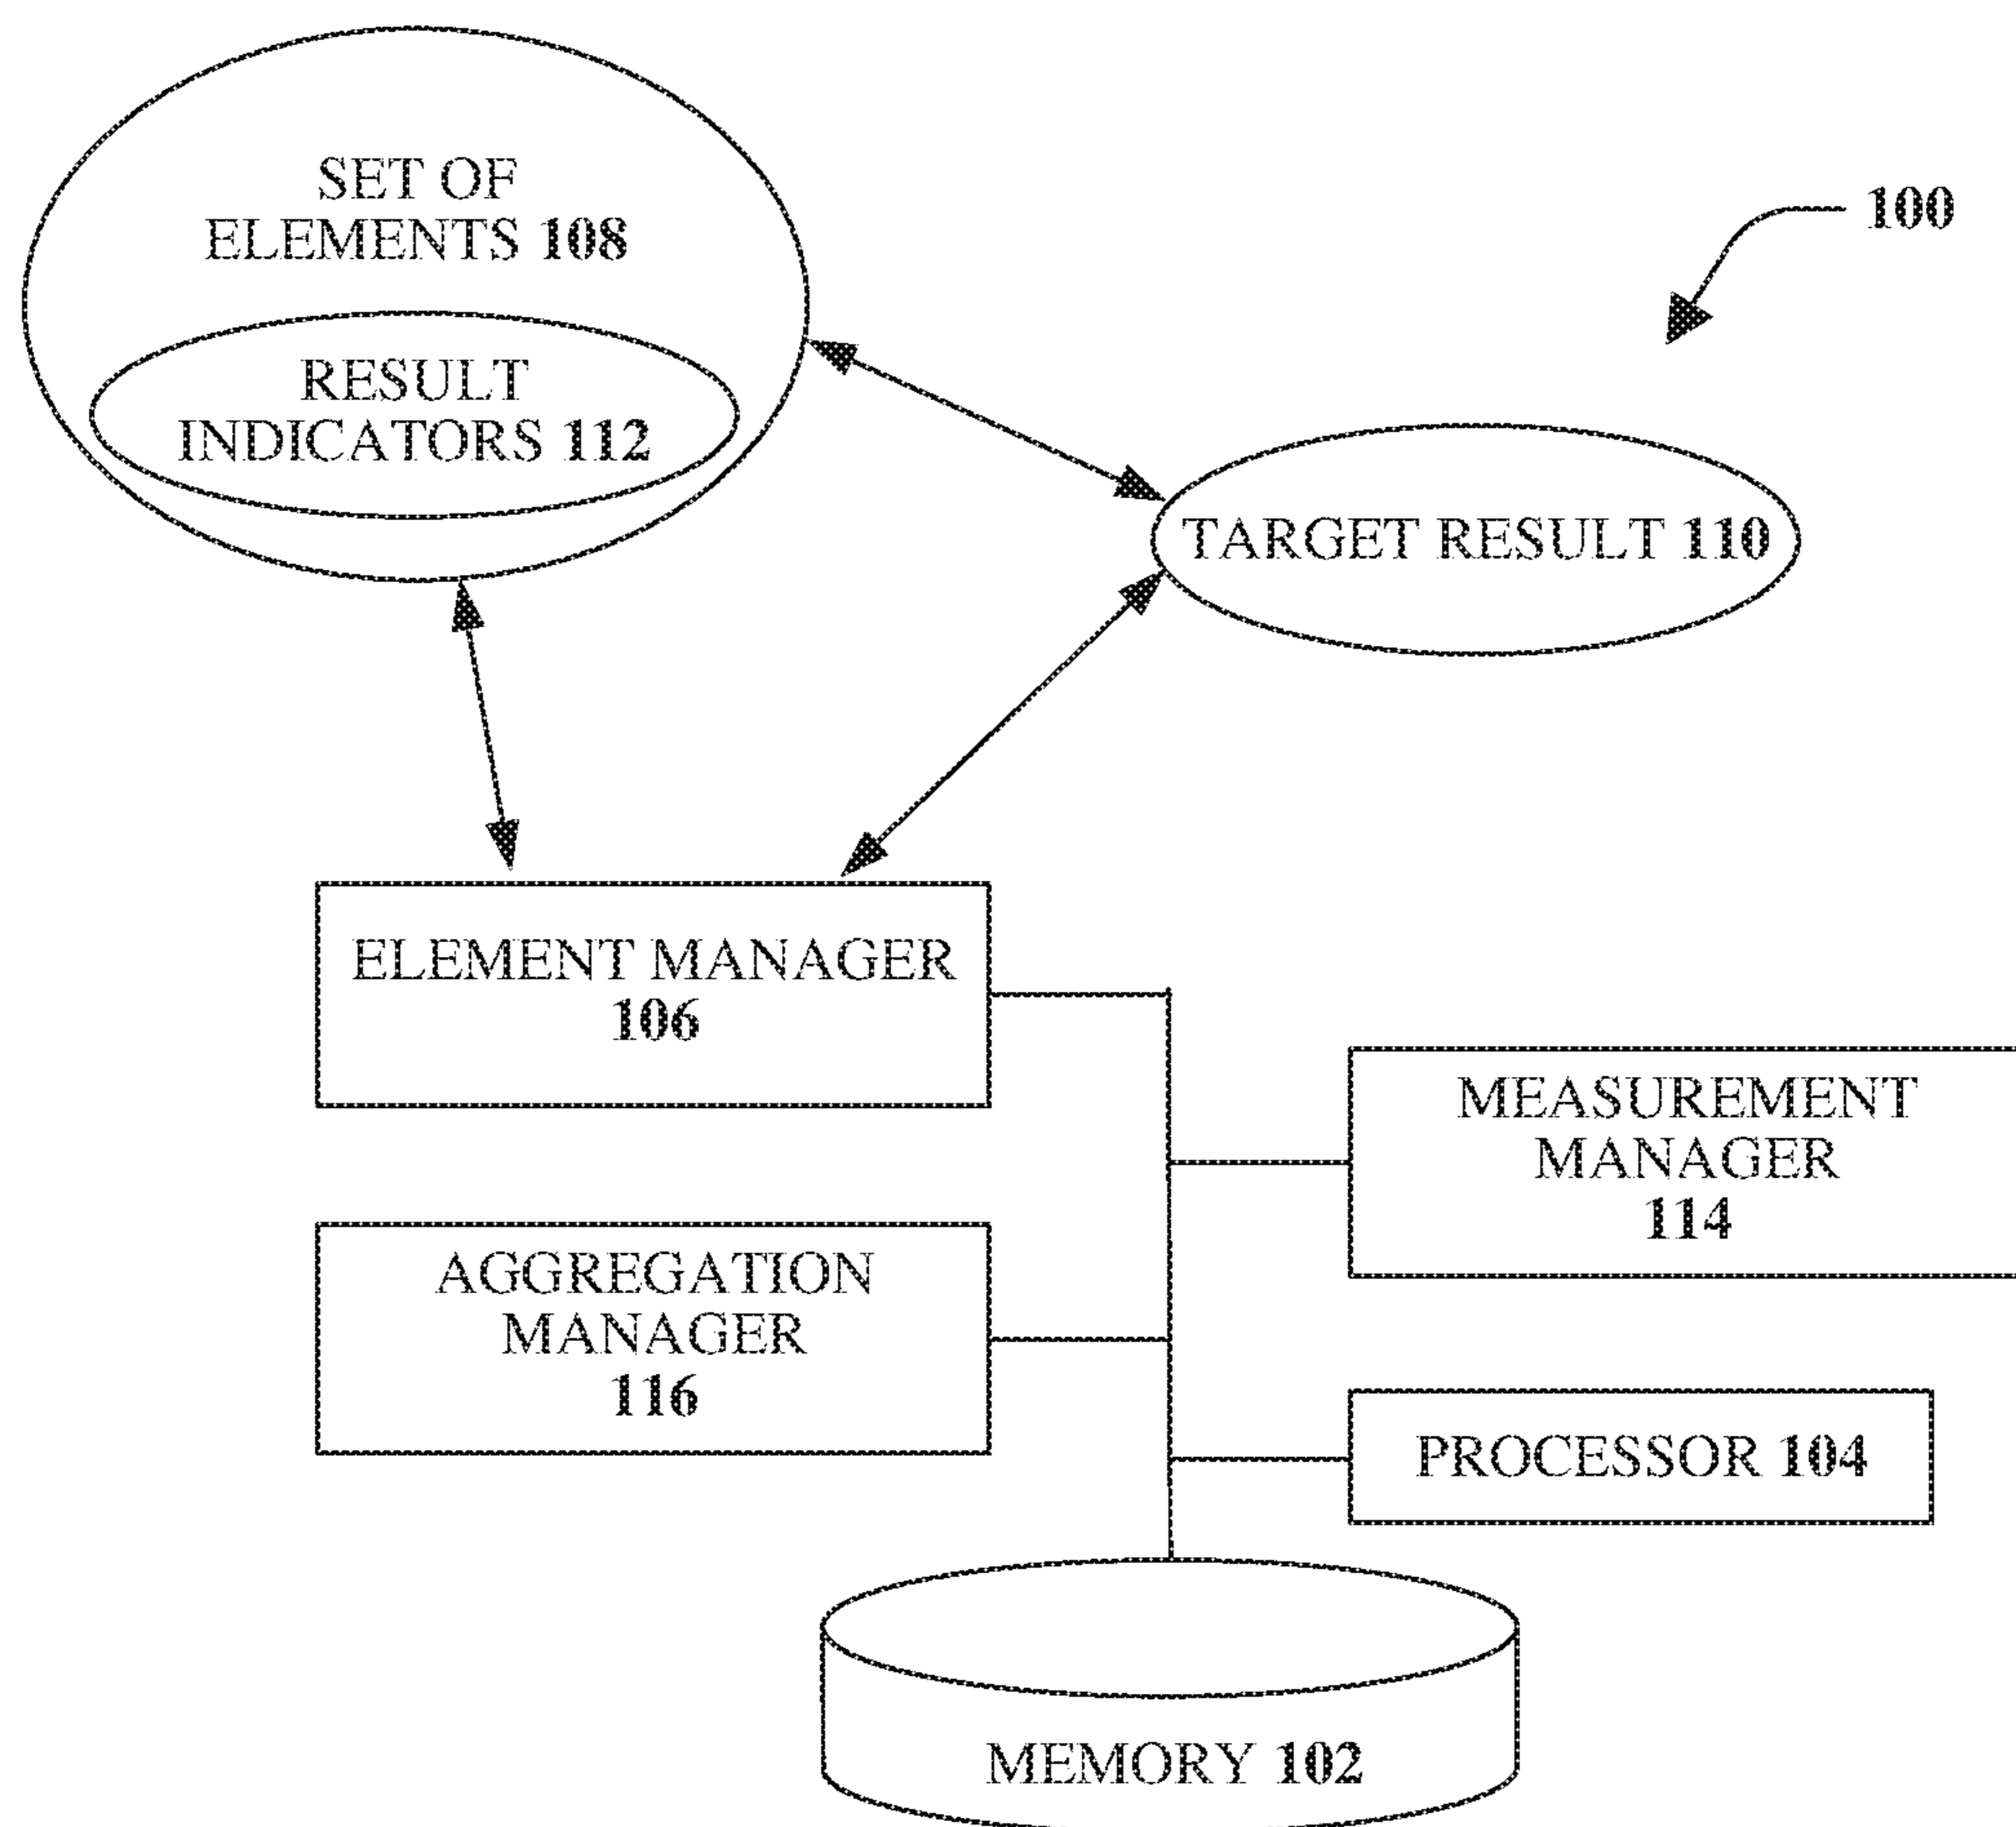 SET OF
ELEMENTS 108
RESULT
INDICATORS 112
100
TARGET RESULT 110
ELEMENT MANAGER
106
MEASUREMENT
MANAGER
114
AGGREGATION
MANAGER
116
PROCESSOR 104
MEMORY 102